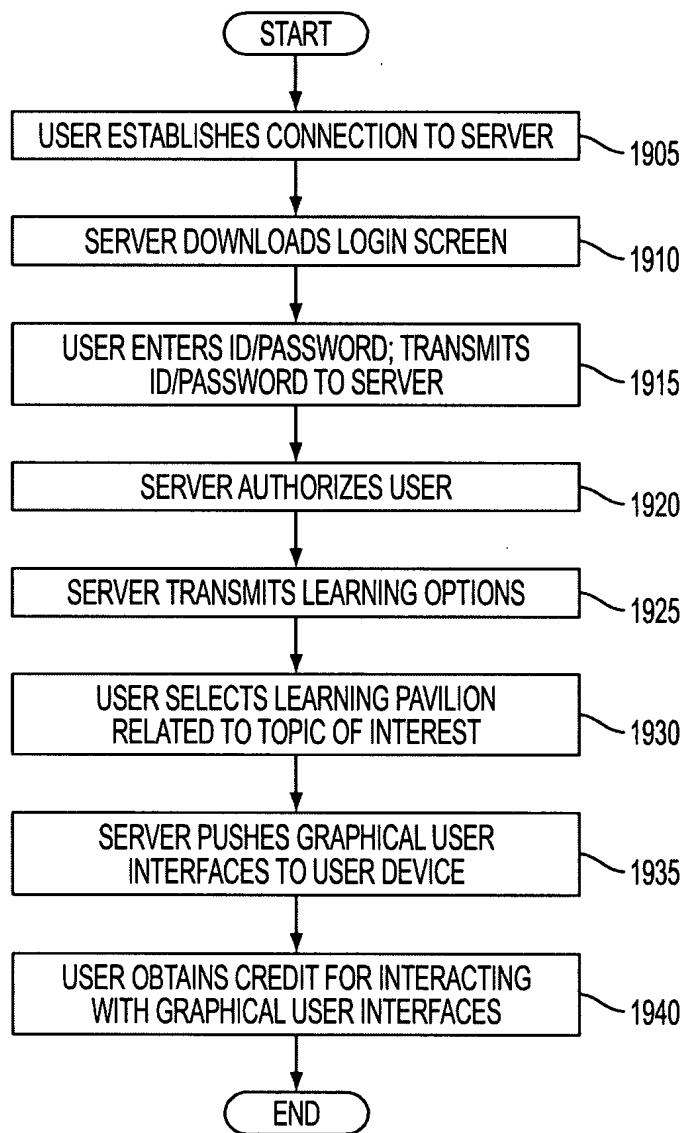 START
USER ESTABLISHES CONNECTION TO SERVER
1905
SERVER DOWNLOADS LOGIN SCREEN
1910
USER ENTERS ID/PASSWORD; TRANSMITS
ID/PASSWORD TO SERVER
1915
SERVER AUTHORIZES USER
1920
SERVER TRANSMITS LEARNING OPTIONS
1925
USER SELECTS LEARNING PAVILION
RELATED TO TOPIC OF INTEREST
1930
SERVER PUSHES GRAPHICAL USER
INTERFACES TO USER DEVICE
1935
USER OBTAINS CREDIT FOR INTERACTING
WITH GRAPHICAL USER INTERFACES
1940
END